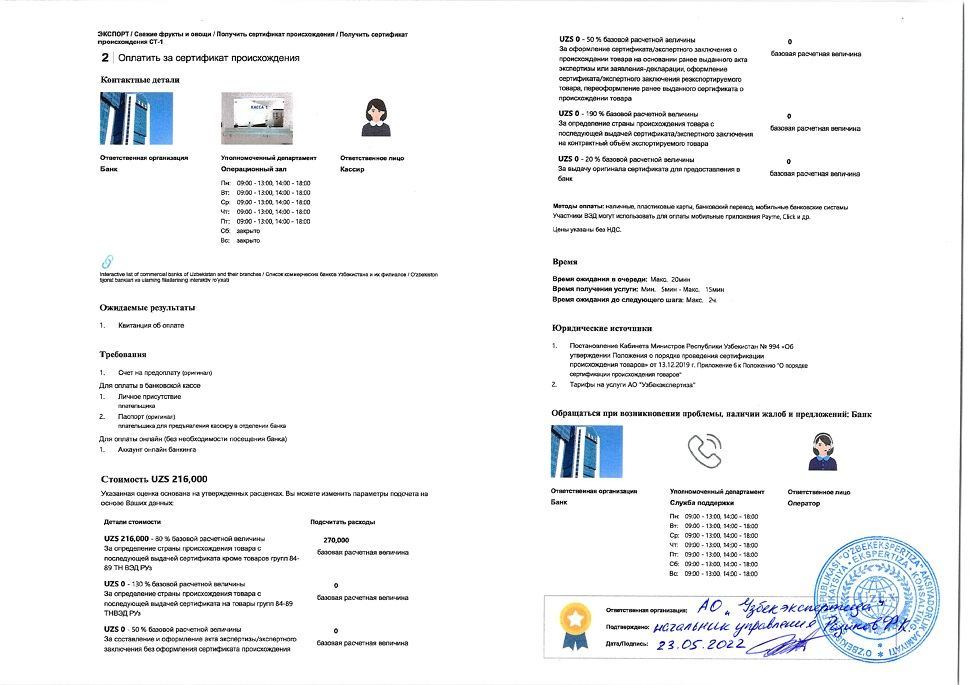 ЭКСПОРТ / Свежие фрукты и овощи / Получить сертификат происхождения / Получить сертификат
происхождения СТ-1
2 Оплатить за сертификат происхождения
Контактные детали
КАССА 1
Ответственная организация
Банк
Уполномоченный департамент
Операционный зал
Пн: 09:00 - 13:00, 14:00 - 18:00
Вт: 09:00 - 13:00, 14:00 - 18:00
Ср: 09:00 - 13:00, 14:00 - 18:00
Чт: 09:00 - 13:00, 14:00 - 18:00
Пт: 09:00 - 13:00, 14:00 - 18:00
Сб: закрыто
Вс: закрыто
Ответственное лицо
Кассир
Interactive list of commercial banks of Uzbekistan and their branches / Список коммерческих банков Узбекистана и их филиалов / O'zbekiston
tijorat banklari va ularning filiallarining interaktiv ro'yxati
Ожидаемые результаты
1. Квитанция об оплате
Требования
1. Счет на предоплату (оригинал)
Для оплаты в банковской кассе
1. Личное присутствие
плательщика
2. Паспорт (оригинал)
плательщика для предъявления кассиру в отделении банка
Для оплаты онлайн (без необходимости посещения банка)
1. Аккаунт онлайн банкинга
Стоимость UZS 216,000
Указанная оценка основана на утвержденных расценках. Вы можете изменить параметры подсчета на
основе Ваших данных:
Детали стоимости Подсчитать расходы
UZS 216,000 - 80 % базовой расчетной величины
За определение страны происхождения товара с
последующей выдачей сертификата кроме товаров групп 84-
89 ТН ВЭД РУз
270,000
базовая расчетная величина
UZS 0 - 130 % базовой расчетной величины
За определение страны происхождения товара с
последующей выдачей сертификата на товары групп 84-89
ТНВЭД РУз
0
базовая расчетная величина
UZS 0 - 50 % базовой расчетной величины
За составление и оформление акта экспертизы/экспертного
заключения без оформления сертификата происхождения
0
базовая расчетная величина
UZS 0 - 50 % базовой расчетной величины
За оформление сертификата/экспертного заключения о
происхождении товара на основании ранее выданного акта
экспертизы или заявления-декларации, оформление
сертификата/экспертного заключения реэкспортируемого
товара, переоформление ранее выданного сертификата о
происхождении товара
0
базовая расчетная величина
UZS 0 - 190 % базовой расчетной величины
За определение страны происхождения товара с
последующей выдачей сертификата/экспертного заключения
на контрактный объём экспортируемого товара
0
базовая расчетная величина
UZS 0 - 20 % базовой расчетной величины
За выдачу оригинала сертификата для предоставления в
банк
0
базовая расчетная величина
Методы оплаты: наличные, пластиковые карты, банковский перевод, мобильные банковские системы
Участники ВЭД могут использовать для оплаты мобильные приложения Payme, Click и др.
Цены указаны без НДС.
Время
Время ожидания в очереди: Макс. 20мин
Время получения услуги: Мин. 5мин - Макс. 15мин
Время ожидания до следующего шага: Макс. 2ч.
Юридические источники
1. Постановление Кабинета Министров Республики Узбекистан № 994 «Об
утверждении Положения о порядке проведения сертификации
происхождения товаров» от 13.12.2019 г. Приложение 6 к Положению "О порядке
сертификации происхождения товаров"
2. Тарифы на услуги АО "Узбекэкспертиза"
Обращаться при возникновении проблемы, наличии жалоб и предложений: Банк
Ответственная организация
Банк
Уполномоченный департамент
Служба поддержки
Пн: 09:00 - 13:00, 14:00 - 18:00
Вт: 09:00 - 13:00, 14:00 - 18:00
Ср: 09:00 - 13:00, 14:00 - 18:00
Чт: 09:00 - 13:00, 14:00 - 18:00
Пт: 09:00 - 13:00, 14:00 - 18:00
Сб: 09:00 - 13:00, 14:00 - 18:00
Вс: 09:00 - 13:00, 14:00 - 18:00
Ответственное лицо
Оператор
Ответственная организация: АО "Узбекэкспертиза"
Подтверждено: начальник управления Р.К.
Дата/Подпись: 23.05.2022
"O'ZBEKEKSPERTIZA" AKSIYADORLIK JAMIYATI